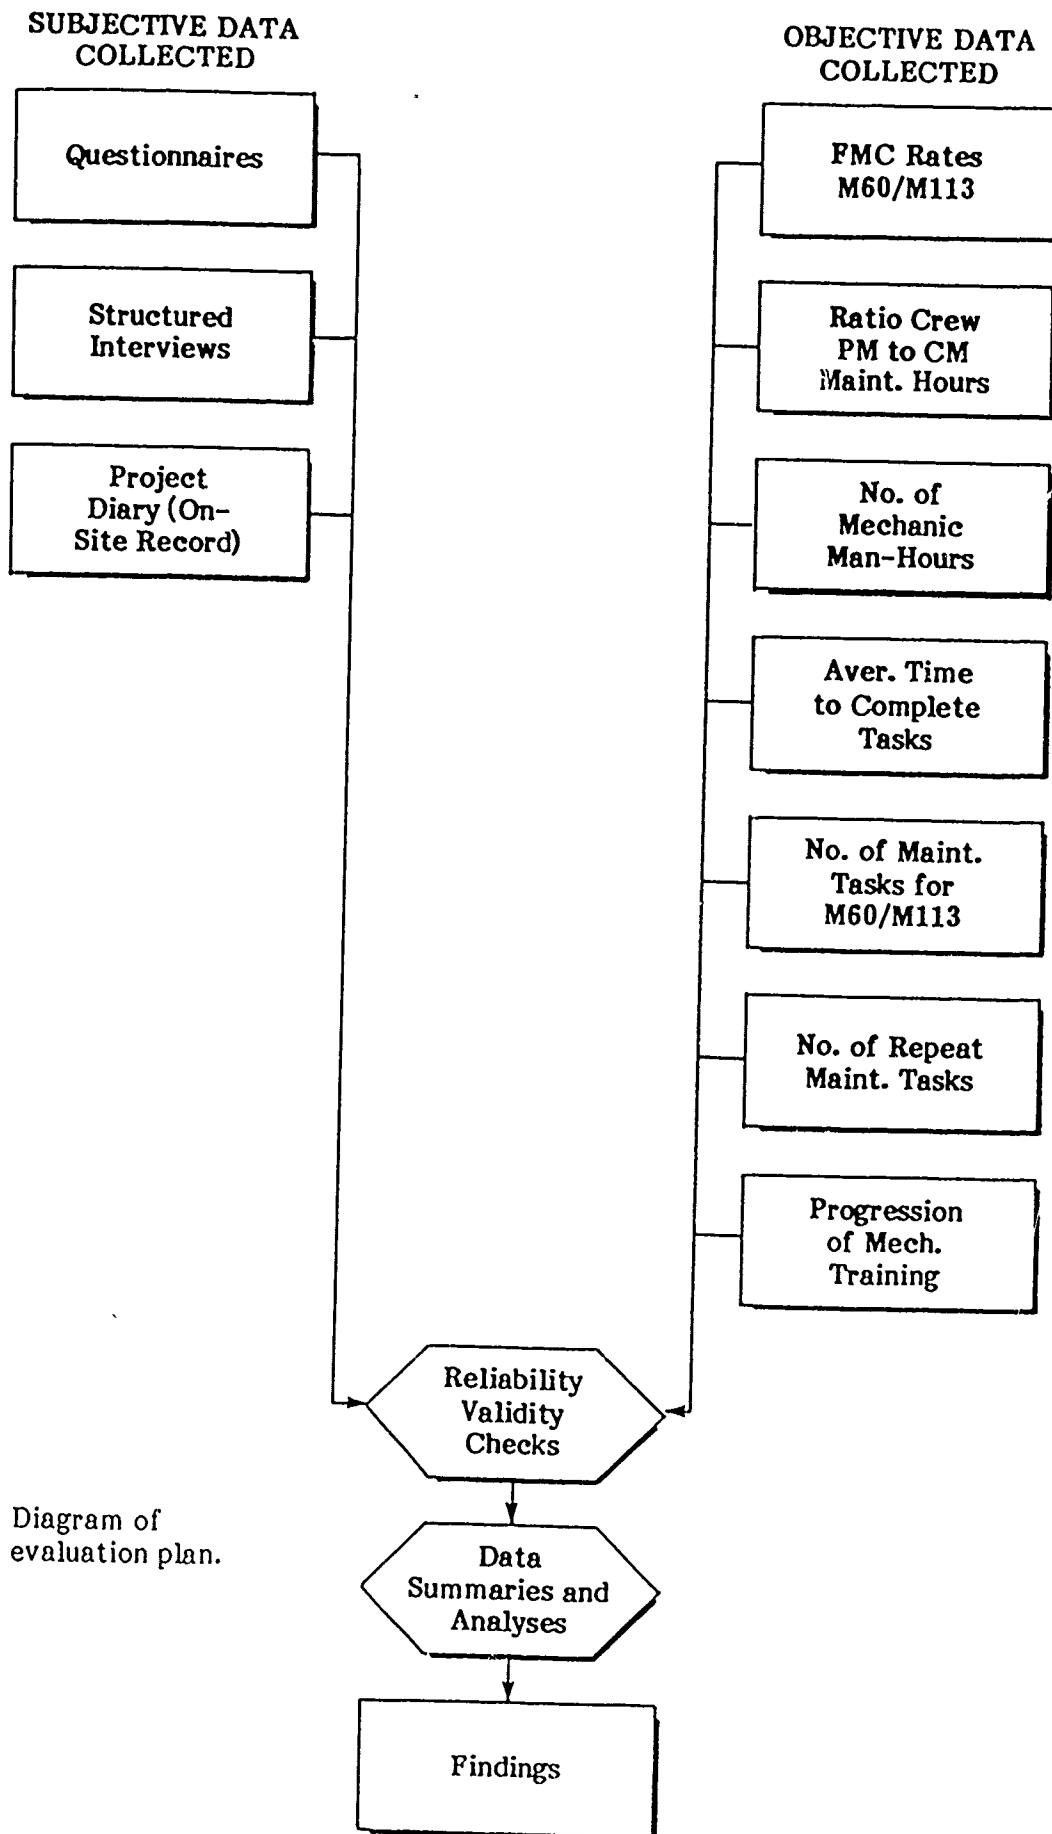 SUBJECTIVE DATA
COLLECTED
Questionnaires
Structured
Interviews
Project
Diary (On-
Site Record)
OBJECTIVE DATA
COLLECTED
FMC Rates
M60/M113
Ratio Crew
PM to CM
Maint. Hours
No. of
Mechanic
Man-Hours
Aver. Time
to Complete
Tasks
No. of Maint.
Tasks for
M60/M113
No. of Repeat
Maint. Tasks
Progression
of Mech.
Training
Reliability
Validity
Checks
Data
Summaries and
Analyses
Findings
Diagram of
evaluation plan.